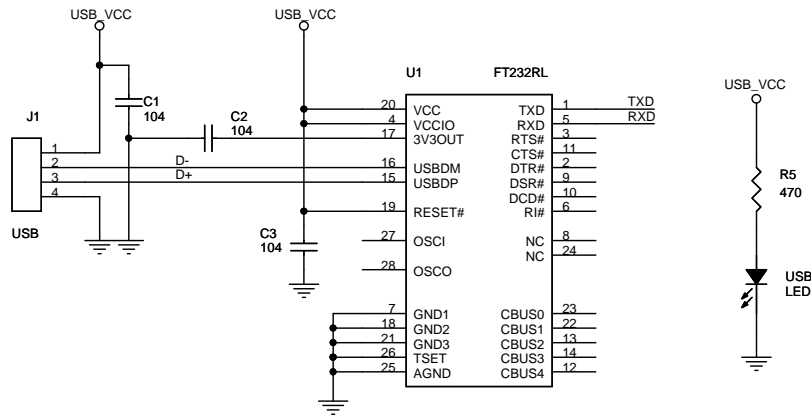 USB_VCC
USB_VCC
U1 FT232RL
USB_VCC
J1
C1
104
C2
104
1
2 D-
3 D+
4
USB
20 VCC
4 VCCIO
17 3V3OUT
16 USBDM
15 USBDP
19 RESET#
27 OSCI
28 OSCO
7 GND1
18 GND2
21 GND3
26 TSET
25 AGND
C3
104
TXD 1 TXD
RXD 5 RXD
RTS# 3
CTS# 11
DTR# 2
DSR# 9
DCD# 10
RI# 6
NC 8
NC 24
CBUS0 23
CBUS1 22
CBUS2 13
CBUS3 14
CBUS4 12
R5
470
USB
LED